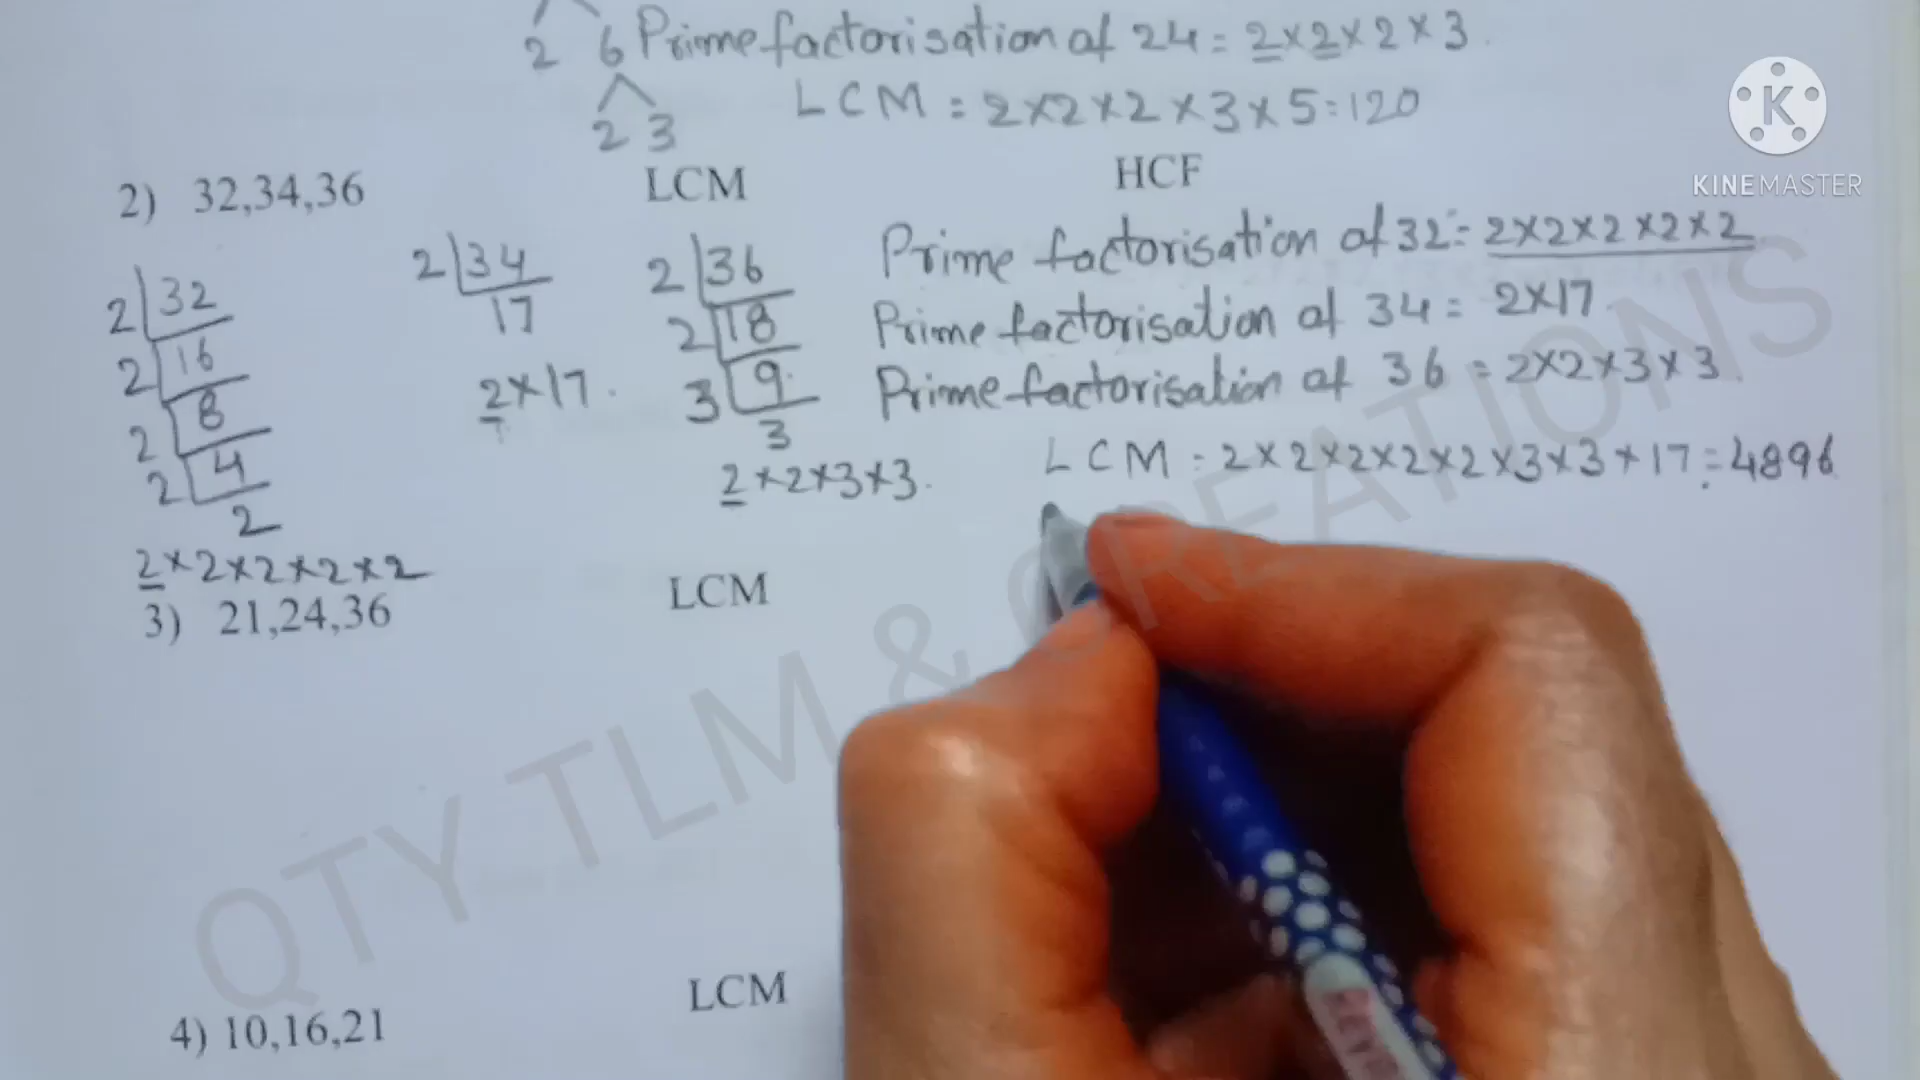 2 6 Prime factorisation of 24 = 2×2×2×3.
2 3 LCM = 2×2×2×3×5=120
K
KINEMASTER
2) 32,34,36 LCM HCF
2 32
2 16
2 8
2 4
2
2×2×2×2×2
2 34
17
2×17.
2 36
2 18
3 9
3
2×2×3×3.
Prime factorisation of 32= 2×2×2×2×2
Prime factorisation of 34 = 2×17
Prime factorisation of 36 = 2×2×3×3.
LCM = 2×2×2×2×2×3×3×17=4896
3) 21,24,36 LCM
4) 10,16,21 LCM
QTY TLM & CREATIONS